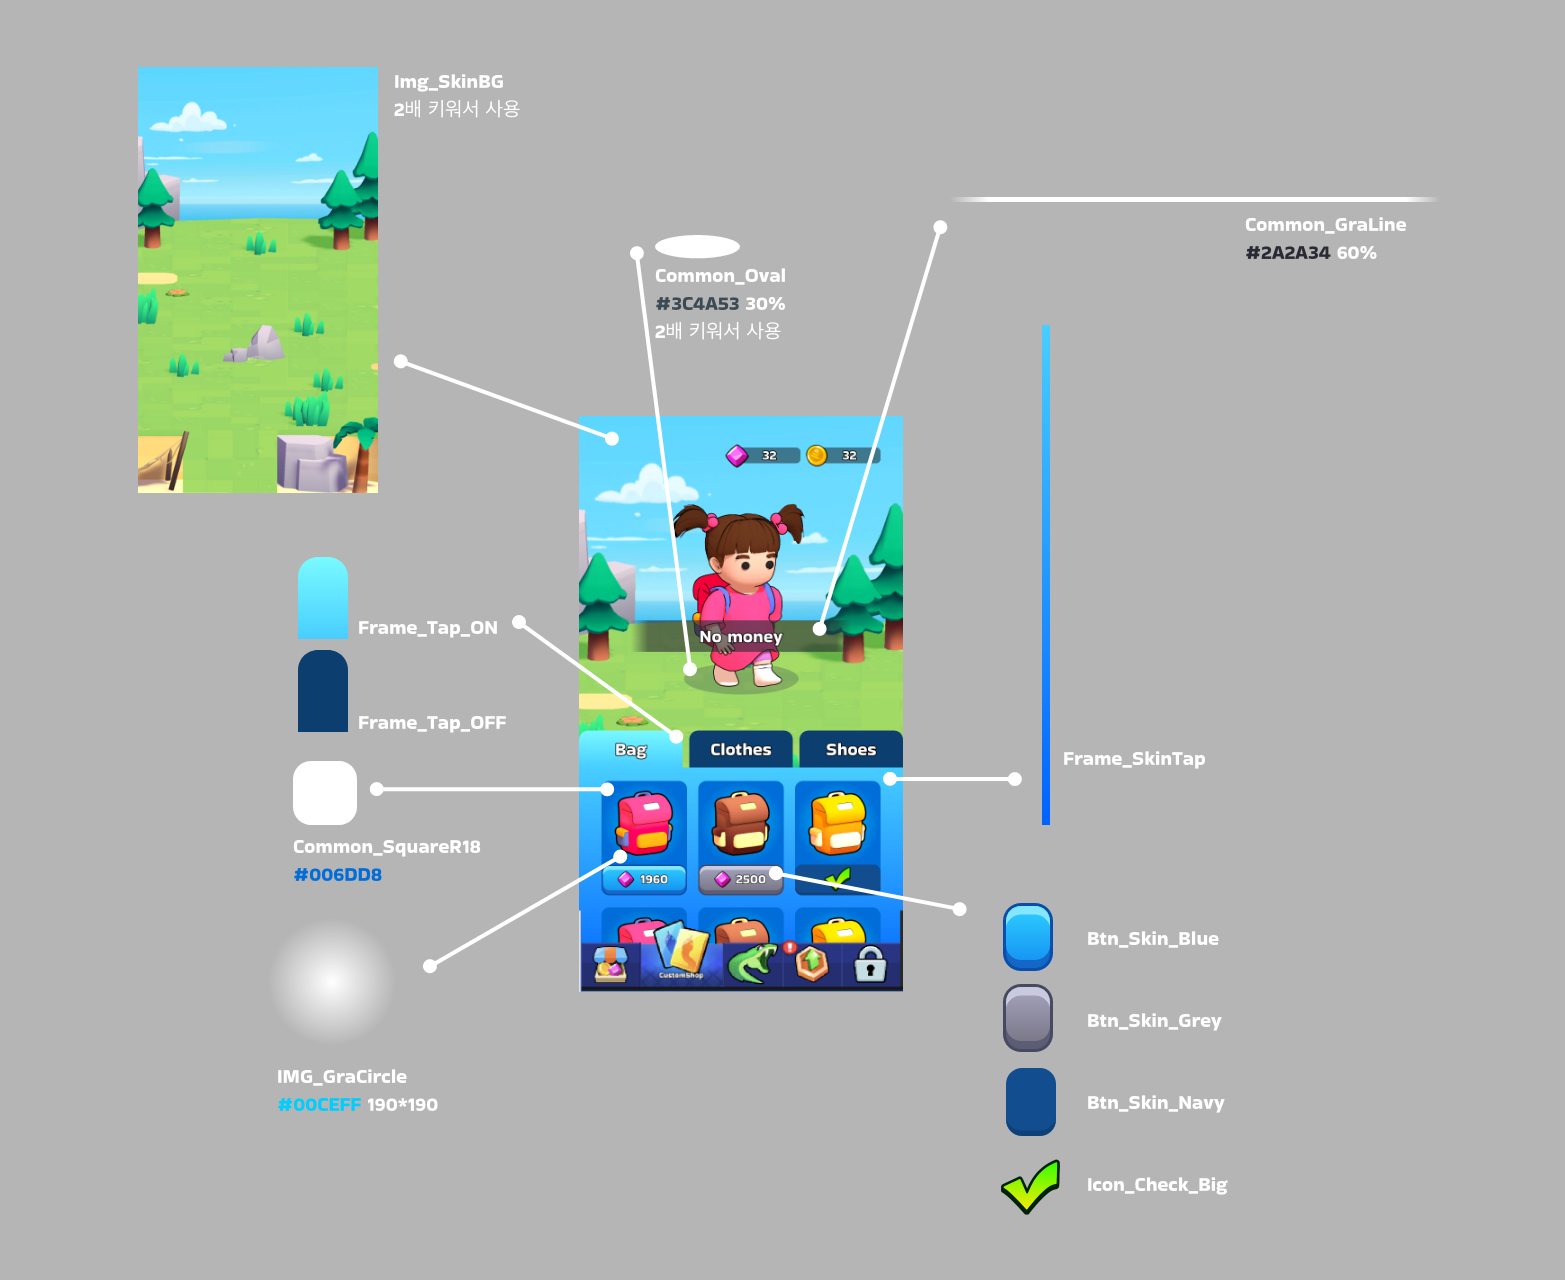 Img_SkinBG
2배 키워서 사용
Common_GraLine
#2A2A34 60%
Common_Oval
#3C4A53 30%
2배 키워서 사용
32
32
No money
Frame_Tap_ON
Frame_Tap_OFF
Bag
Clothes
Shoes
Frame_SkinTap
Common_SquareR18
#006DD8
1960
2500
CustomShop
!
Btn_Skin_Blue
Btn_Skin_Grey
IMG_GraCircle
#00CEFF 190*190
Btn_Skin_Navy
Icon_Check_Big